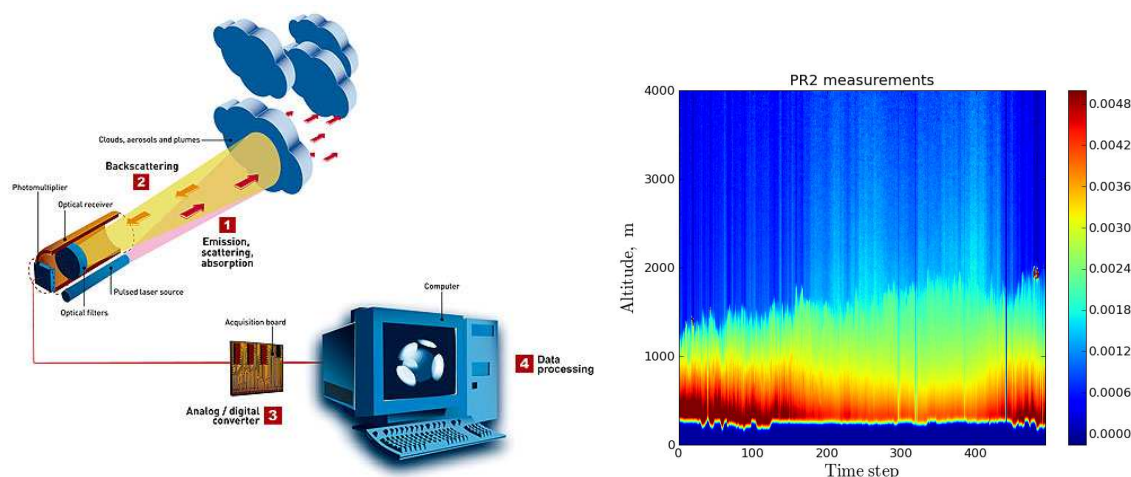 Clouds, aerosols and plumes
Backscattering
2
Photomultiplier
Optical receiver
1
Emission,
scattering,
absorption
Pulsed laser source
Optical filters
Computer
Acquisition board
4
Data
processing
Analog / digital
converter
3
PR2 measurements
4000
3000
2000
1000
0
Altitude, m
0
100
200
300
400
Time step
0.0048
0.0042
0.0036
0.0030
0.0024
0.0018
0.0012
0.0006
0.0000